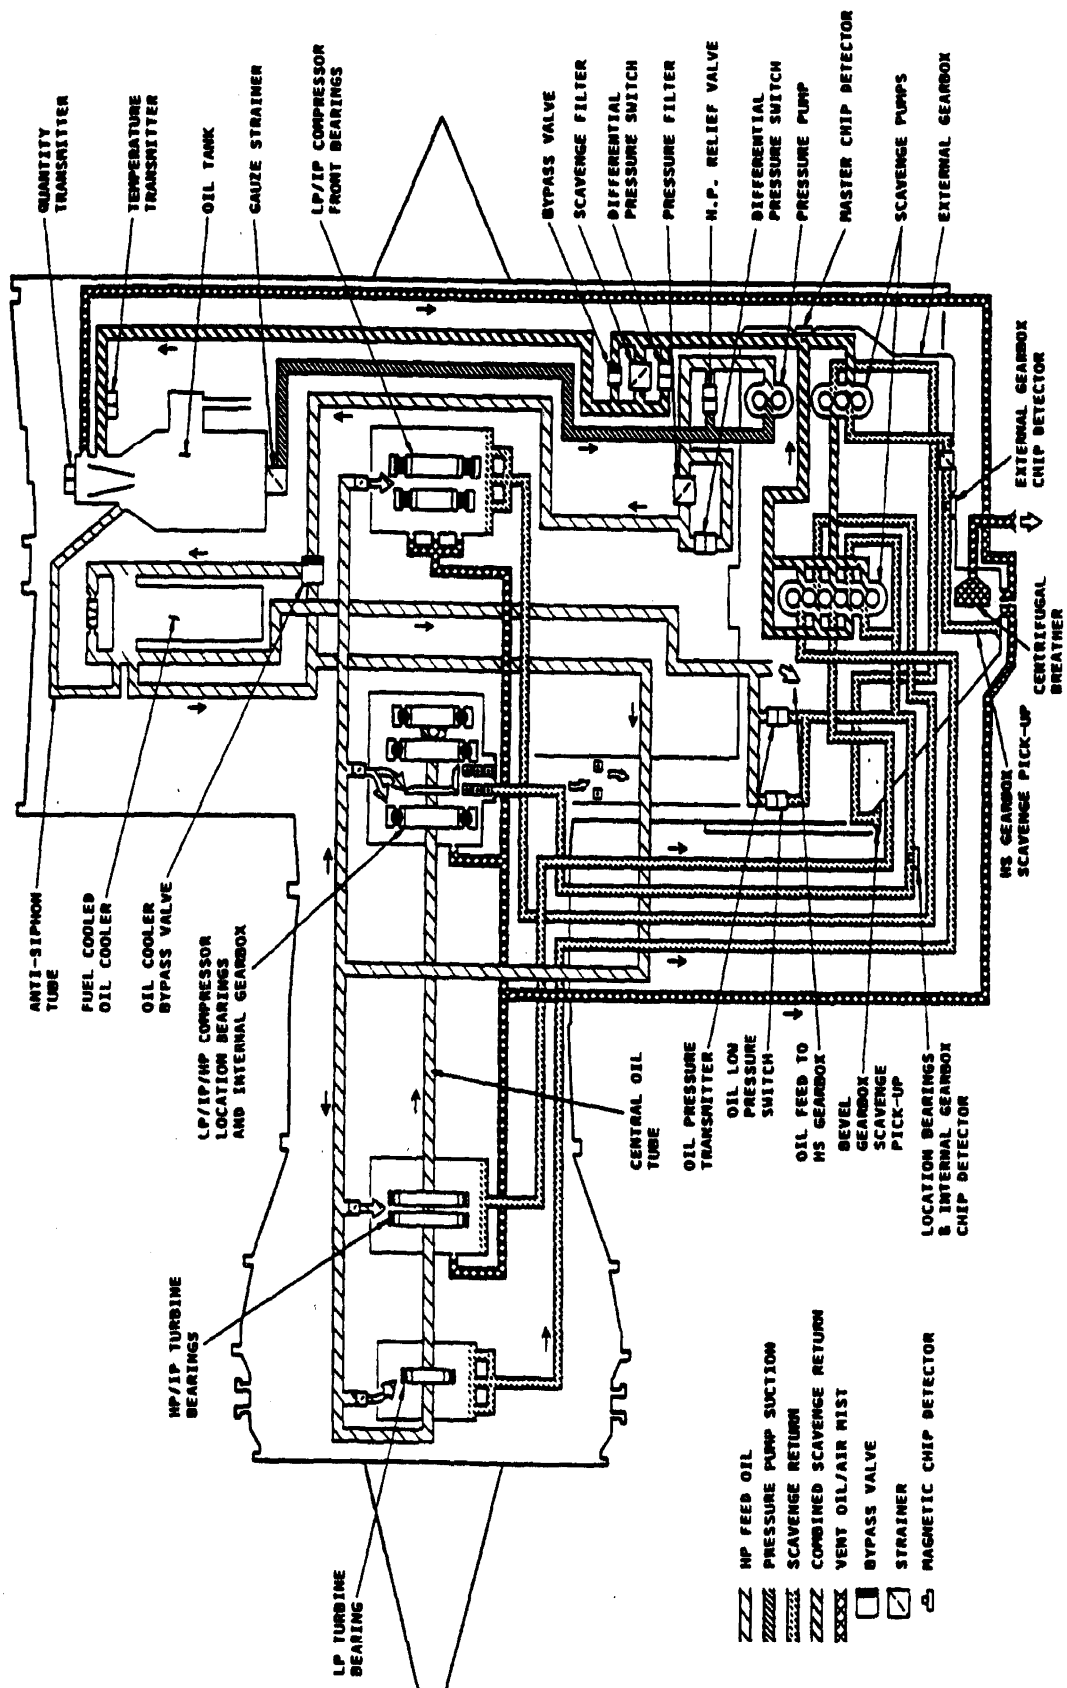 QUANTITY
TRANSMITTER
TEMPERATURE
TRANSMITTER
OIL TANK
GAUZE STRAINER
LP/IP COMPRESSOR
FRONT BEARINGS
BYPASS VALVE
SCAVENGE FILTER
DIFFERENTIAL
PRESSURE SWITCH
PRESSURE FILTER
H.P. RELIEF VALVE
DIFFERENTIAL
PRESSURE SWITCH
PRESSURE PUMP
MASTER CHIP DETECTOR
SCAVENGE PUMPS
EXTERNAL GEARBOX
EXTERNAL GEARBOX
CHIP DETECTOR
CENTRIFUGAL
BREATHER
HS GEARBOX
SCAVENGE PICK-UP
ANTI-SIPHON
TUBE
FUEL COOLED
OIL COOLER
OIL COOLER
BYPASS VALVE
LP/IP/HP COMPRESSOR
LOCATION BEARINGS
AND INTERNAL GEARBOX
CENTRAL OIL
TUBE
OIL PRESSURE
TRANSMITTER
OIL LOW
PRESSURE
SWITCH
OIL FEED TO
HS GEARBOX
BEVEL
GEARBOX
SCAVENGE
PICK-UP
LOCATION BEARINGS
& INTERNAL GEARBOX
CHIP DETECTOR
HP/IP TURBINE
BEARINGS
LP TURBINE
BEARING
HP FEED OIL
PRESSURE PUMP SUCTION
SCAVENGE RETURN
COMBINED SCAVENGE RETURN
VENT OIL/AIR MIST
BYPASS VALVE
STRAINER
MAGNETIC CHIP DETECTOR